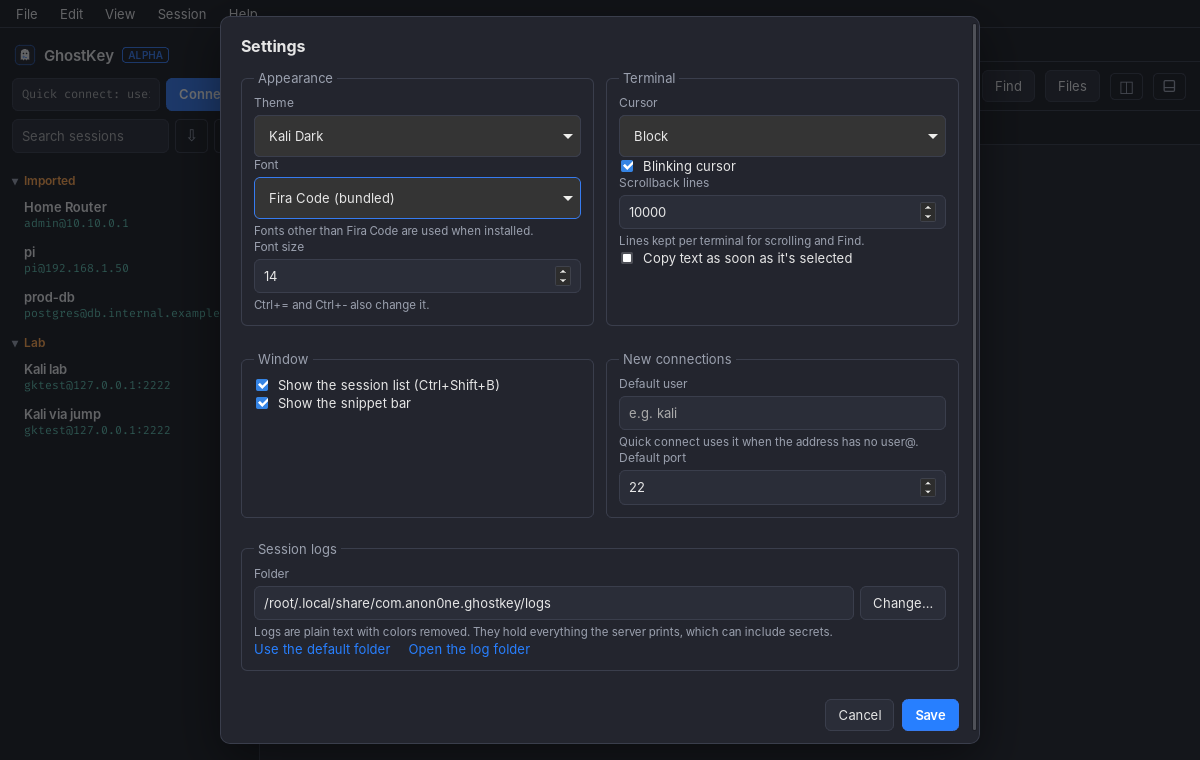 File Edit View Session Help
GhostKey ALPHA
Quick connect: use
Conne
Search sessions
Imported
Home Router
admin@10.10.0.1
pi
pi@192.168.1.50
prod-db
postgres@db.internal.example
Lab
Kali lab
gktest@127.0.0.1:2222
Kali via jump
gktest@127.0.0.1:2222
Find
Files
Settings
Appearance
Theme
Kali Dark
Font
Fira Code (bundled)
Fonts other than Fira Code are used when installed.
Font size
14
Ctrl+= and Ctrl+- also change it.
Terminal
Cursor
Block
Blinking cursor
Scrollback lines
10000
Lines kept per terminal for scrolling and Find.
Copy text as soon as it's selected
Window
Show the session list (Ctrl+Shift+B)
Show the snippet bar
New connections
Default user
e.g. kali
Quick connect uses it when the address has no user@.
Default port
22
Session logs
Folder
/root/.local/share/com.anon0ne.ghostkey/logs
Change...
Logs are plain text with colors removed. They hold everything the server prints, which can include secrets.
Use the default folder
Open the log folder
Cancel
Save